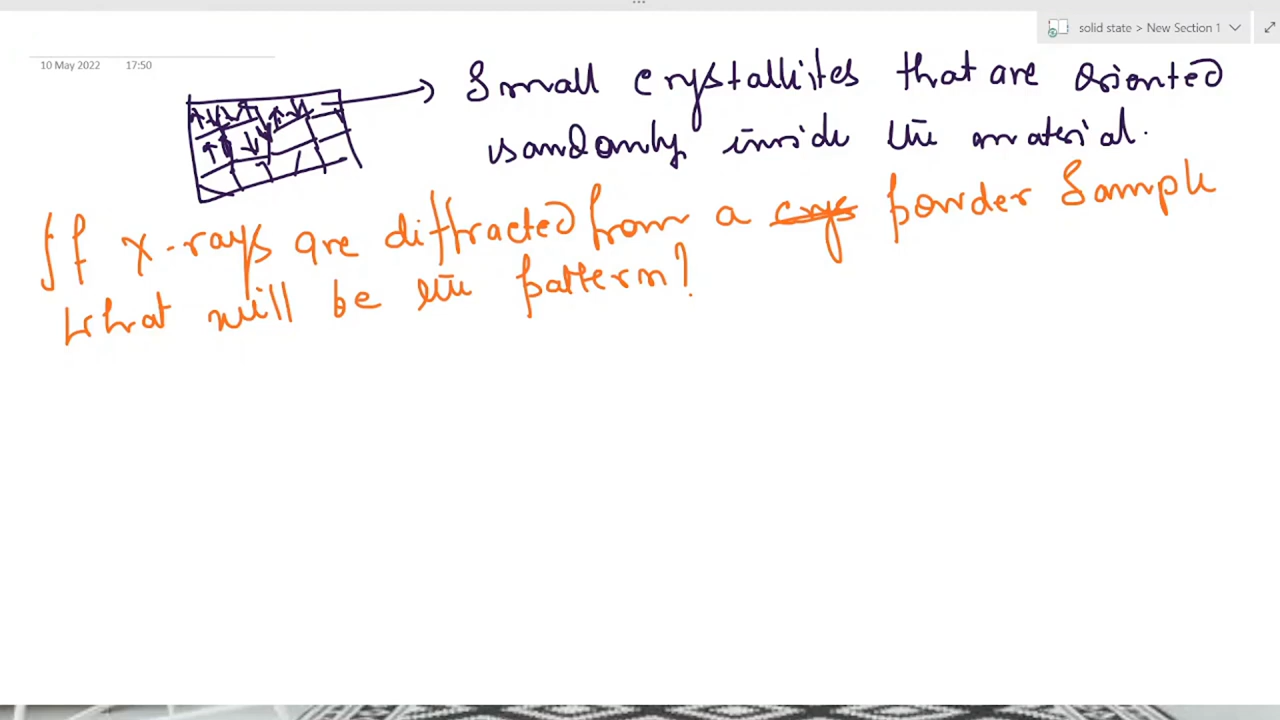 solid state > New Section 1
10 May 2022 17:50
Small crystallites that are oriented
randomly inside the material.
If x-rays are diffracted from a crys powder sample
what will be the pattern?